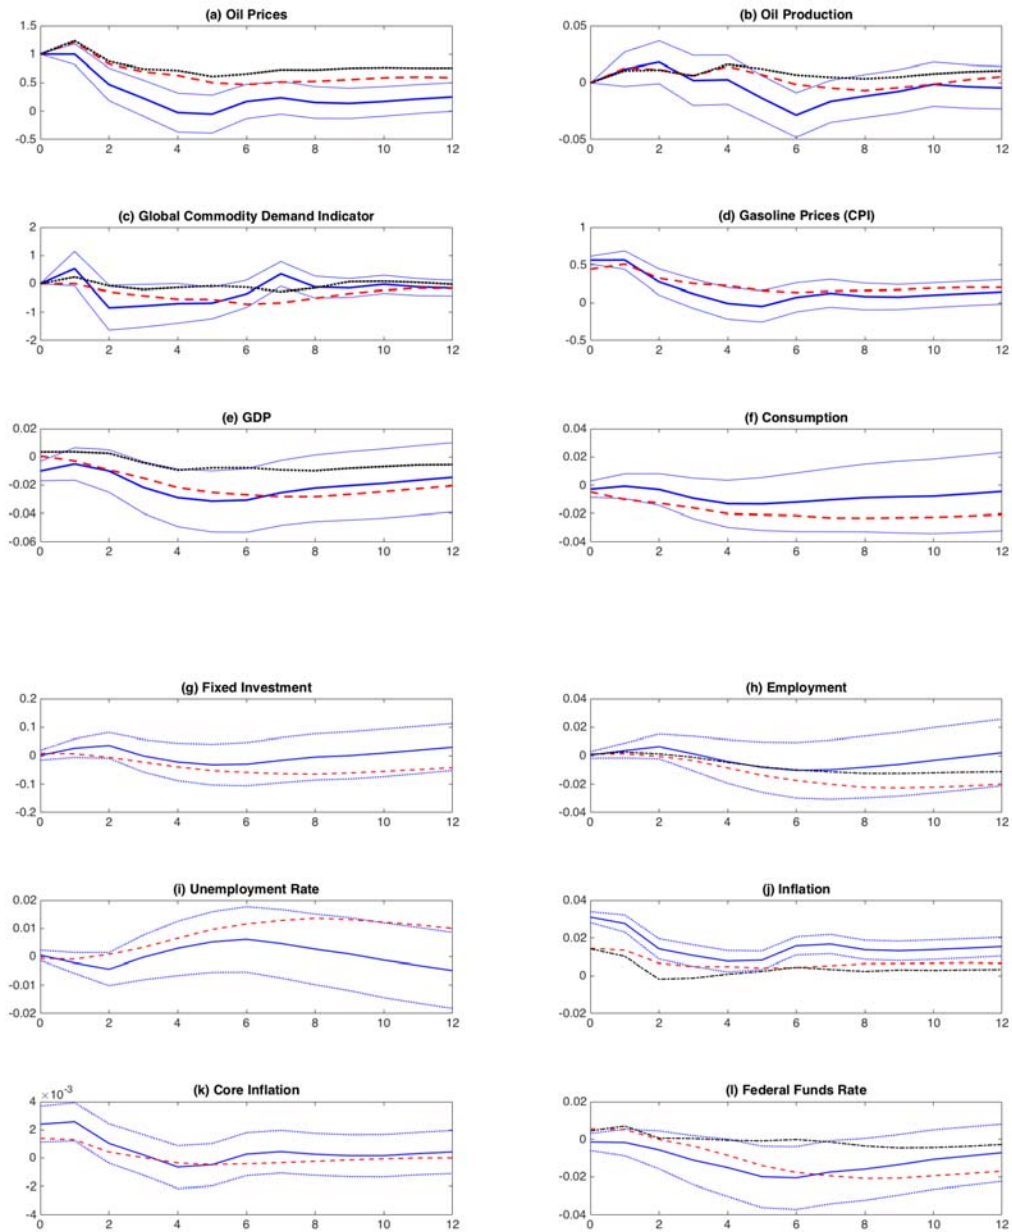 (a) Oil Prices
1.5
1
0.5
0
-0.5
0 2 4 6 8 10 12
(b) Oil Production
0.05
0
-0.05
0 2 4 6 8 10 12
(c) Global Commodity Demand Indicator
2
1
0
-1
-2
0 2 4 6 8 10 12
(d) Gasoline Prices (CPI)
1
0.5
0
-0.5
0 2 4 6 8 10 12
(e) GDP
0.02
0
-0.02
-0.04
-0.06
0 2 4 6 8 10 12
(f) Consumption
0.04
0.02
0
-0.02
-0.04
0 2 4 6 8 10 12
(g) Fixed Investment
0.2
0.1
0
-0.1
-0.2
0 2 4 6 8 10 12
(h) Employment
0.04
0.02
0
-0.02
-0.04
0 2 4 6 8 10 12
(i) Unemployment Rate
0.02
0.01
0
-0.01
-0.02
0 2 4 6 8 10 12
(j) Inflation
0.04
0.02
0
-0.02
0 2 4 6 8 10 12
(k) Core Inflation
×10⁻³
4
2
0
-2
-4
0 2 4 6 8 10 12
(l) Federal Funds Rate
0.02
0
-0.02
-0.04
0 2 4 6 8 10 12